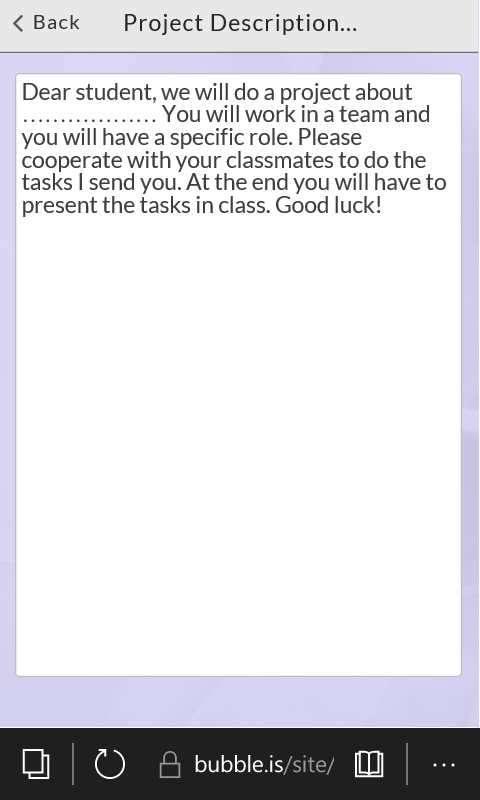 Back
Project Description...
Dear student, we will do a project about
.................. You will work in a team and
you will have a specific role. Please
cooperate with your classmates to do the
tasks I send you. At the end you will have to
present the tasks in class. Good luck!
bubble.is/site/